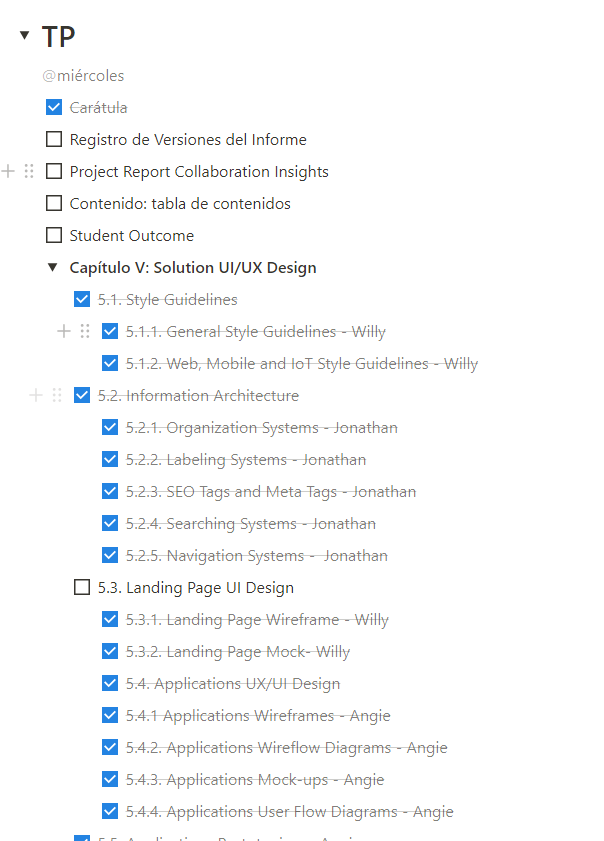 TP
@miércoles
Carátula
Registro de Versiones del Informe
Project Report Collaboration Insights
Contenido: tabla de contenidos
Student Outcome
Capítulo V: Solution UI/UX Design
5.1. Style Guidelines
5.1.1. General Style Guidelines - Willy
5.1.2. Web, Mobile and IoT Style Guidelines - Willy
5.2. Information Architecture
5.2.1. Organization Systems - Jonathan
5.2.2. Labeling Systems - Jonathan
5.2.3. SEO Tags and Meta Tags - Jonathan
5.2.4. Searching Systems - Jonathan
5.2.5. Navigation Systems - Jonathan
5.3. Landing Page UI Design
5.3.1. Landing Page Wireframe - Willy
5.3.2. Landing Page Mock- Willy
5.4. Applications UX/UI Design
5.4.1 Applications Wireframes - Angie
5.4.2. Applications Wireflow Diagrams - Angie
5.4.3. Applications Mock-ups - Angie
5.4.4. Applications User Flow Diagrams - Angie